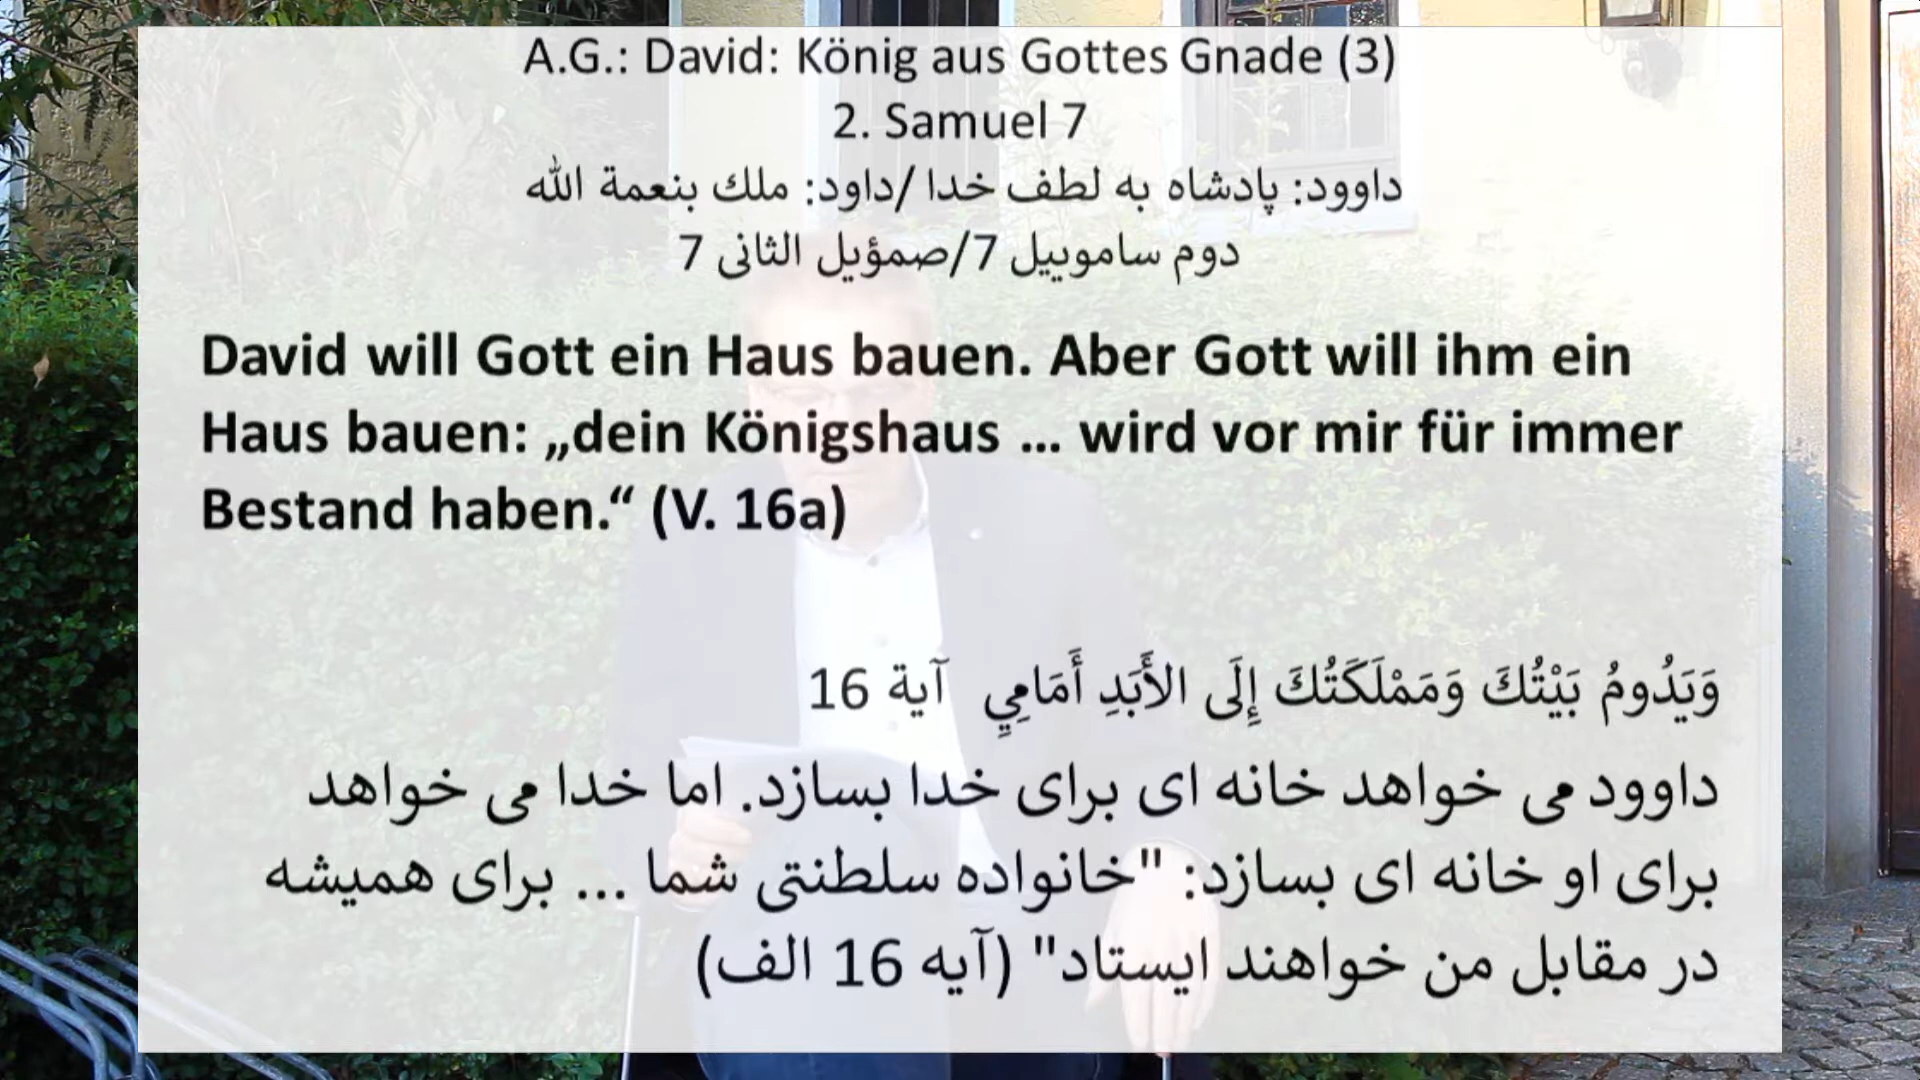 A.G.: David: König aus Gottes Gnade (3)
2. Samuel 7
داوود: پادشاه به لطف خدا /داود: ملك بنعمة الله
دوم ساموییل 7/صمؤيل الثانى 7
David will Gott ein Haus bauen. Aber Gott will ihm ein
Haus bauen: „dein Königshaus ... wird vor mir für immer
Bestand haben.“ (V. 16a)
وَيَدُومُ بَيْتُكَ وَمَمْلَكَتُكَ إِلَى الأَبَدِ أَمَامِيِ آية 16
داوود می خواهد خانه ای برای خدا بسازد. اما خدا می خواهد
برای او خانه ای بسازد: "خانواده سلطنتی شما ... برای همیشه
در مقابل من خواهند ایستاد" (آیه 16 الف)